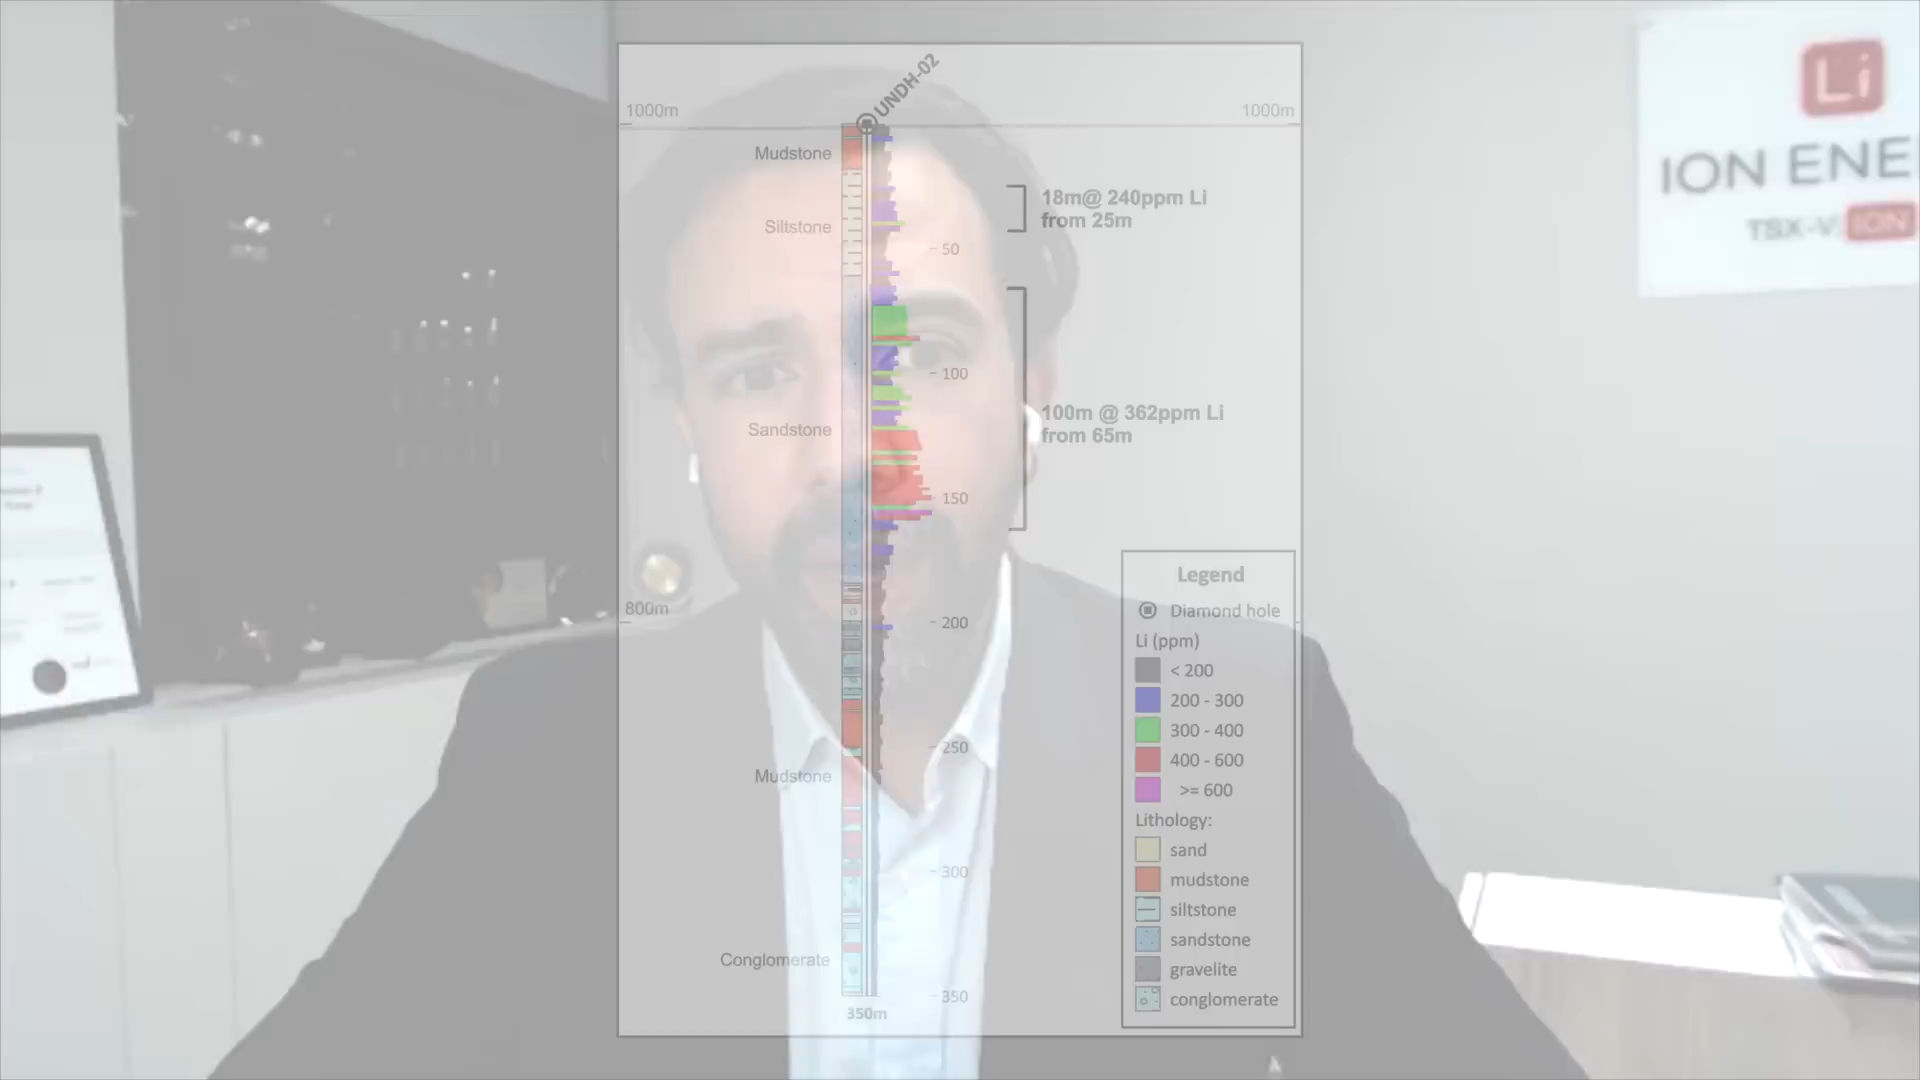 UNDH-02
1000m
1000m
Mudstone
18m@ 240ppm Li
from 25m
Siltstone
50
100
100m @ 362ppm Li
from 65m
Sandstone
150
800m
200
250
Mudstone
300
Conglomerate
350
350m
Legend
Diamond hole
Li (ppm)
< 200
200 - 300
300 - 400
400 - 600
>= 600
Lithology:
sand
mudstone
siltstone
sandstone
gravelite
conglomerate
Li
ION ENE
TSX-V: ION